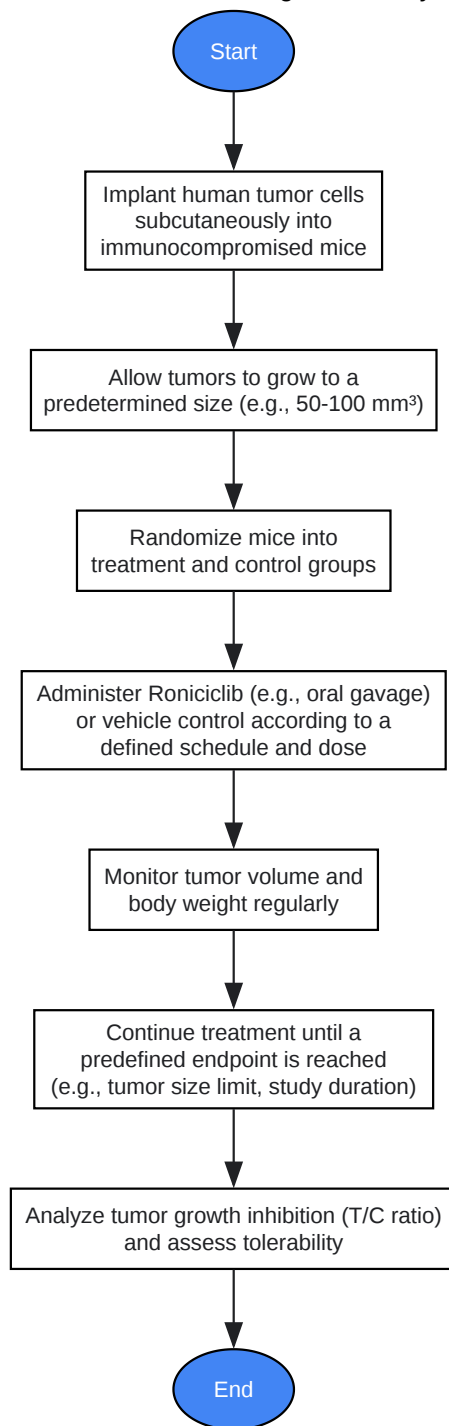 Start
Implant human tumor cells
subcutaneously into
immunocompromised mice
Allow tumors to grow to a
predetermined size (e.g., 50-100 mm³)
Randomize mice into
treatment and control groups
Administer Roniciclib (e.g., oral gavage)
or vehicle control according to a
defined schedule and dose
Monitor tumor volume and
body weight regularly
Continue treatment until a
predefined endpoint is reached
(e.g., tumor size limit, study duration)
Analyze tumor growth inhibition (T/C ratio)
and assess tolerability
End